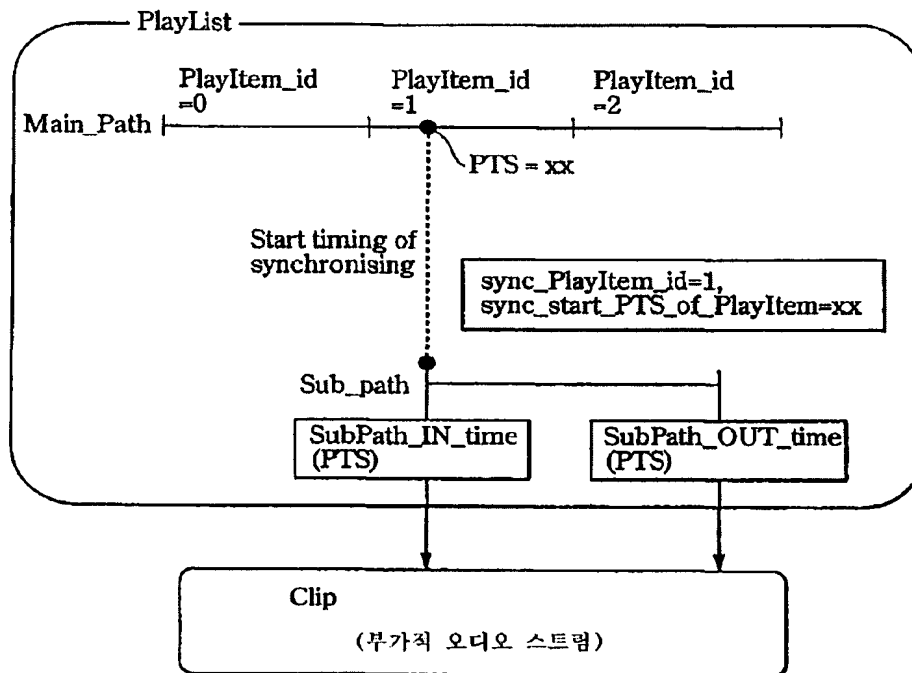 PlayList
PlayItem_id
=0
PlayItem_id
=1
PlayItem_id
=2
Main_Path
PTS = xx
Start timing of
synchronising
sync_PlayItem_id=1,
sync_start_PTS_of_PlayItem=xx
Sub_path
SubPath_IN_time
(PTS)
SubPath_OUT_time
(PTS)
Clip
(부가직 오디오 스트림)